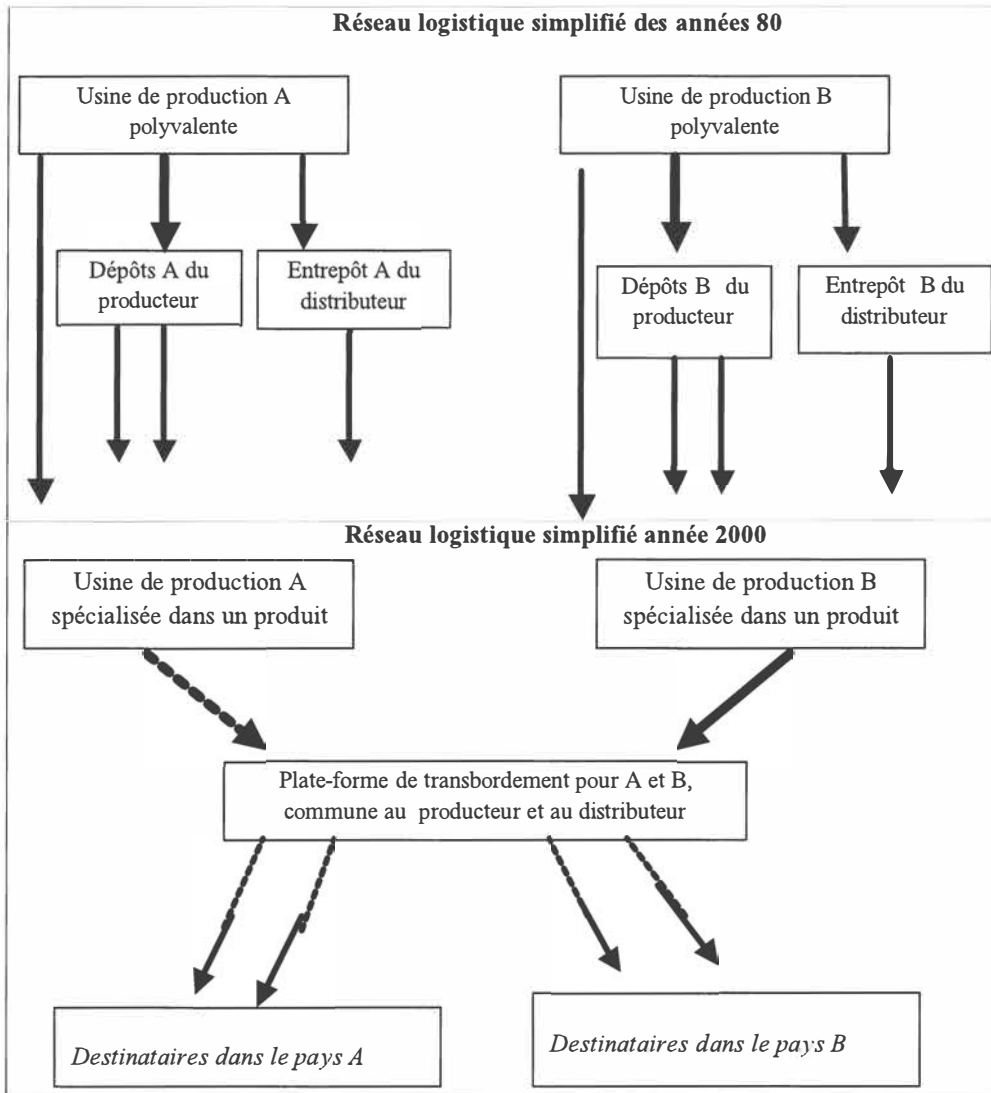 Réseau logistique simplifié des années 80
Usine de production A
polyvalente
Usine de production B
polyvalente
Dépôts A du
producteur
Entrepôt A du
distributeur
Dépôts B du
producteur
Entrepôt B du
distributeur
Réseau logistique simplifié année 2000
Usine de production A
spécialisée dans un produit
Usine de production B
spécialisée dans un produit
Plate-forme de transbordement pour A et B,
commune au producteur et au distributeur
Destinataires dans le pays A
Destinataires dans le pays B